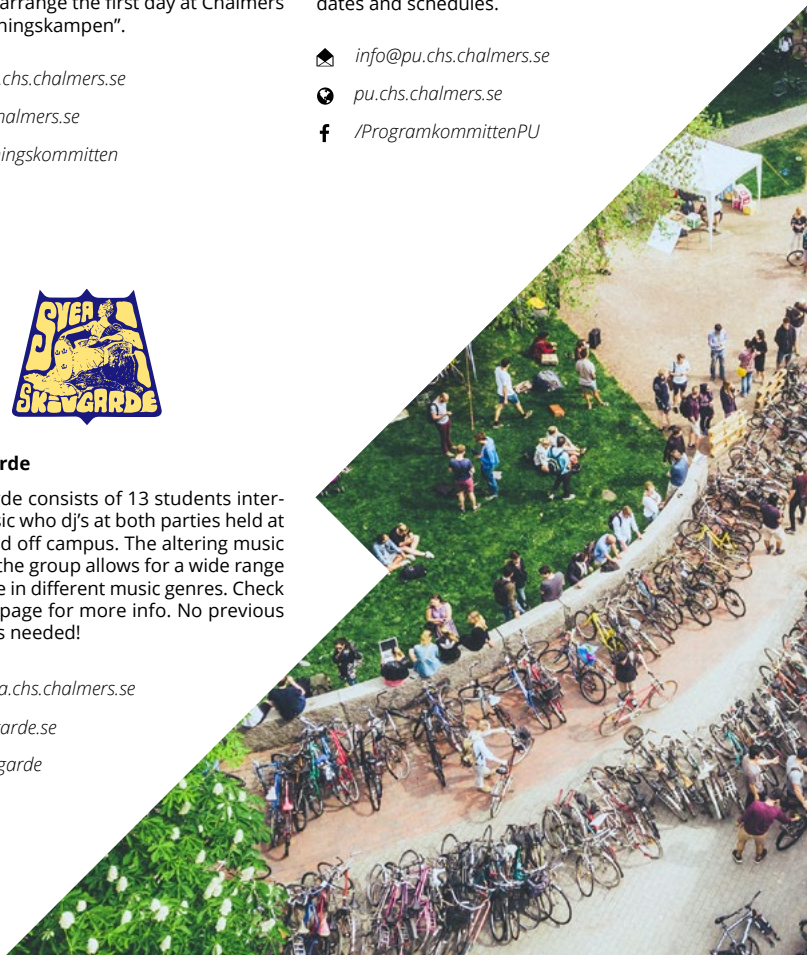 arrange the first day at Chalmers
ningskampen”.
.chs.chalmers.se
halmers.se
ingskommitten
dates and schedules.
info@pu.chs.chalmers.se
pu.chs.chalmers.se
/ProgramkommittenPU
SVEA
SKIVGARDE
rde
rde consists of 13 students inter-
sic who dj’s at both parties held at
d off campus. The altering music
the group allows for a wide range
e in different music genres. Check
page for more info. No previous
s needed!
a.chs.chalmers.se
arde.se
garde